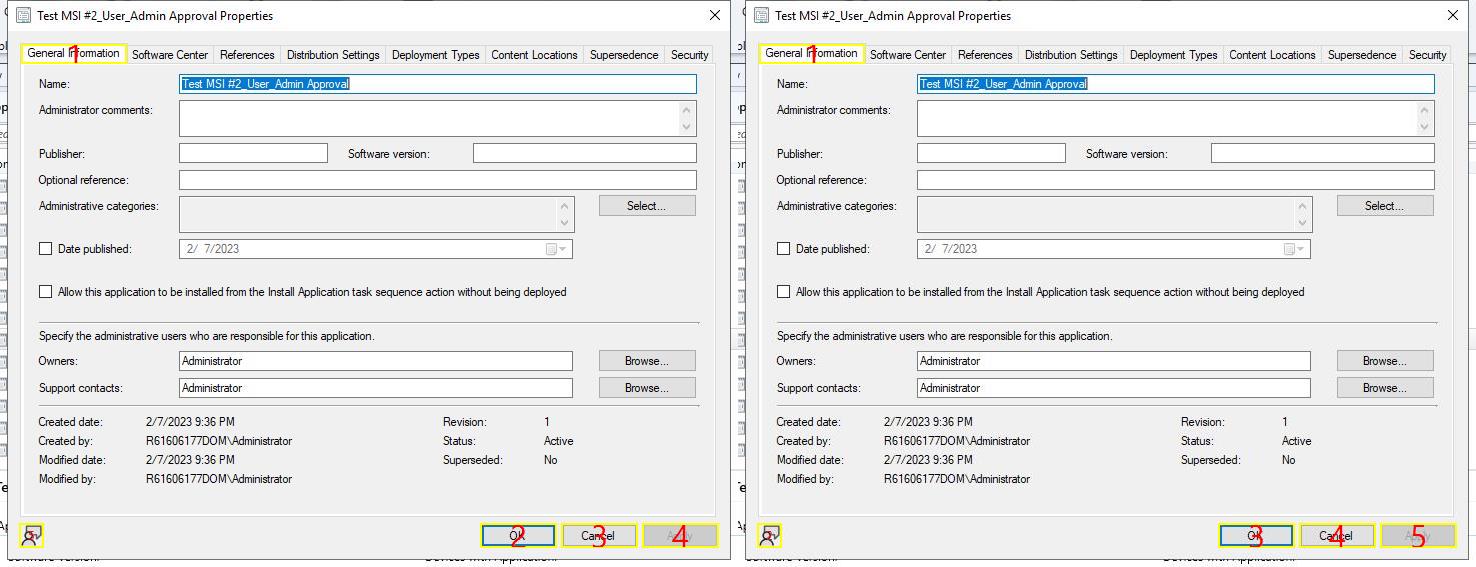 Test MSI #2_User_Admin Approval Properties
General Information Software Center References Distribution Settings Deployment Types Content Locations Supersedence Security
1
Name: Test MSI #2_User_Admin Approval
Administrator comments:
Publisher: Software version:
Optional reference:
Administrative categories: Select...
Date published: 2/ 7/2023
Allow this application to be installed from the Install Application task sequence action without being deployed
Specify the administrative users who are responsible for this application.
Owners: Administrator Browse...
Support contacts: Administrator Browse...
Created date: 2/7/2023 9:36 PM Revision: 1
Created by: R61606177DOM\Administrator Status: Active
Modified date: 2/7/2023 9:36 PM Superseded: No
Modified by: R61606177DOM\Administrator
OK Cancel Apply
2 3 4
Test MSI #2_User_Admin Approval Properties
General Information Software Center References Distribution Settings Deployment Types Content Locations Supersedence Security
1
Name: Test MSI #2_User_Admin Approval
Administrator comments:
Publisher: Software version:
Optional reference:
Administrative categories: Select...
Date published: 2/ 7/2023
Allow this application to be installed from the Install Application task sequence action without being deployed
Specify the administrative users who are responsible for this application.
Owners: Administrator Browse...
Support contacts: Administrator Browse...
Created date: 2/7/2023 9:36 PM Revision: 1
Created by: R61606177DOM\Administrator Status: Active
Modified date: 2/7/2023 9:36 PM Superseded: No
Modified by: R61606177DOM\Administrator
OK Cancel Apply
3 4 5